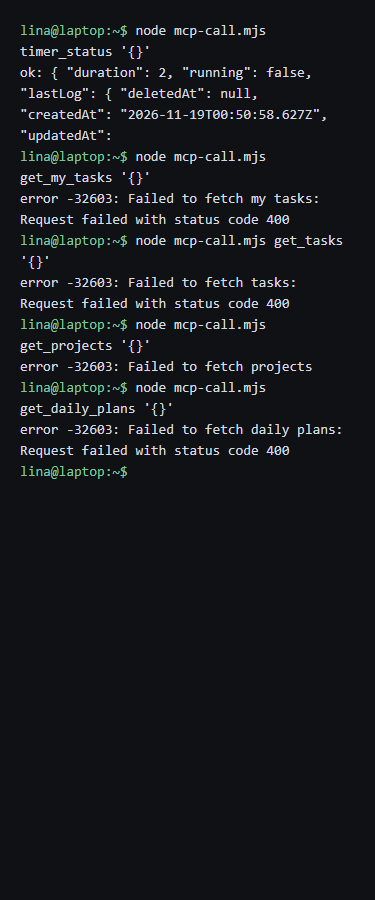 lina@laptop:~$ node mcp-call.mjs
timer_status '{}'
ok: { "duration": 2, "running": false,
"lastLog": { "deletedAt": null,
"createdAt": "2026-11-19T00:50:58.627Z",
"updatedAt":
lina@laptop:~$ node mcp-call.mjs
get_my_tasks '{}'
error -32603: Failed to fetch my tasks:
Request failed with status code 400
lina@laptop:~$ node mcp-call.mjs get_tasks
'{}'
error -32603: Failed to fetch tasks:
Request failed with status code 400
lina@laptop:~$ node mcp-call.mjs
get_projects '{}'
error -32603: Failed to fetch projects
lina@laptop:~$ node mcp-call.mjs
get_daily_plans '{}'
error -32603: Failed to fetch daily plans:
Request failed with status code 400
lina@laptop:~$